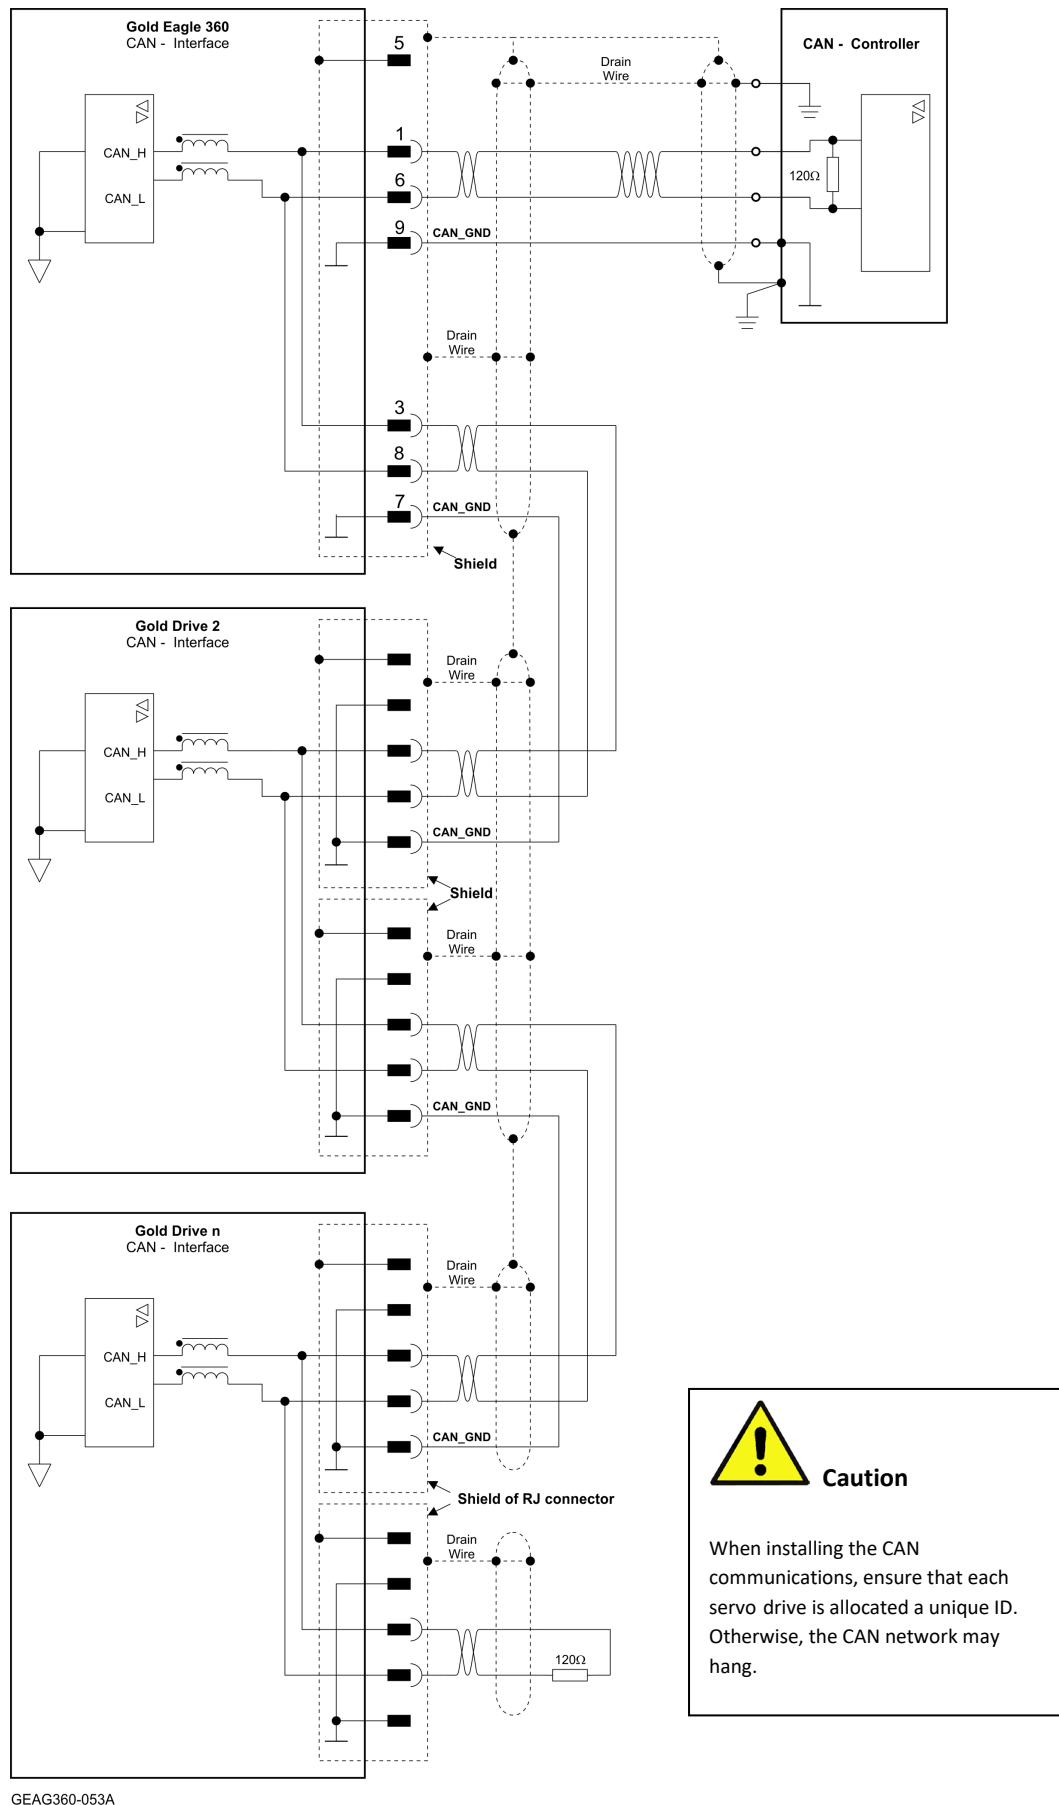 Gold Eagle 360
CAN - Interface
CAN_H
CAN_L
5
1
6
9
CAN_GND
Drain
Wire
CAN - Controller
120Ω
Drain
Wire
3
8
7
CAN_GND
Shield
Gold Drive 2
CAN - Interface
CAN_H
CAN_L
Drain
Wire
CAN_GND
Shield
Drain
Wire
CAN_GND
Gold Drive n
CAN - Interface
CAN_H
CAN_L
Drain
Wire
CAN_GND
Shield of RJ connector
Drain
Wire
120Ω
Caution
When installing the CAN
communications, ensure that each
servo drive is allocated a unique ID.
Otherwise, the CAN network may
hang.
GEAG360-053A